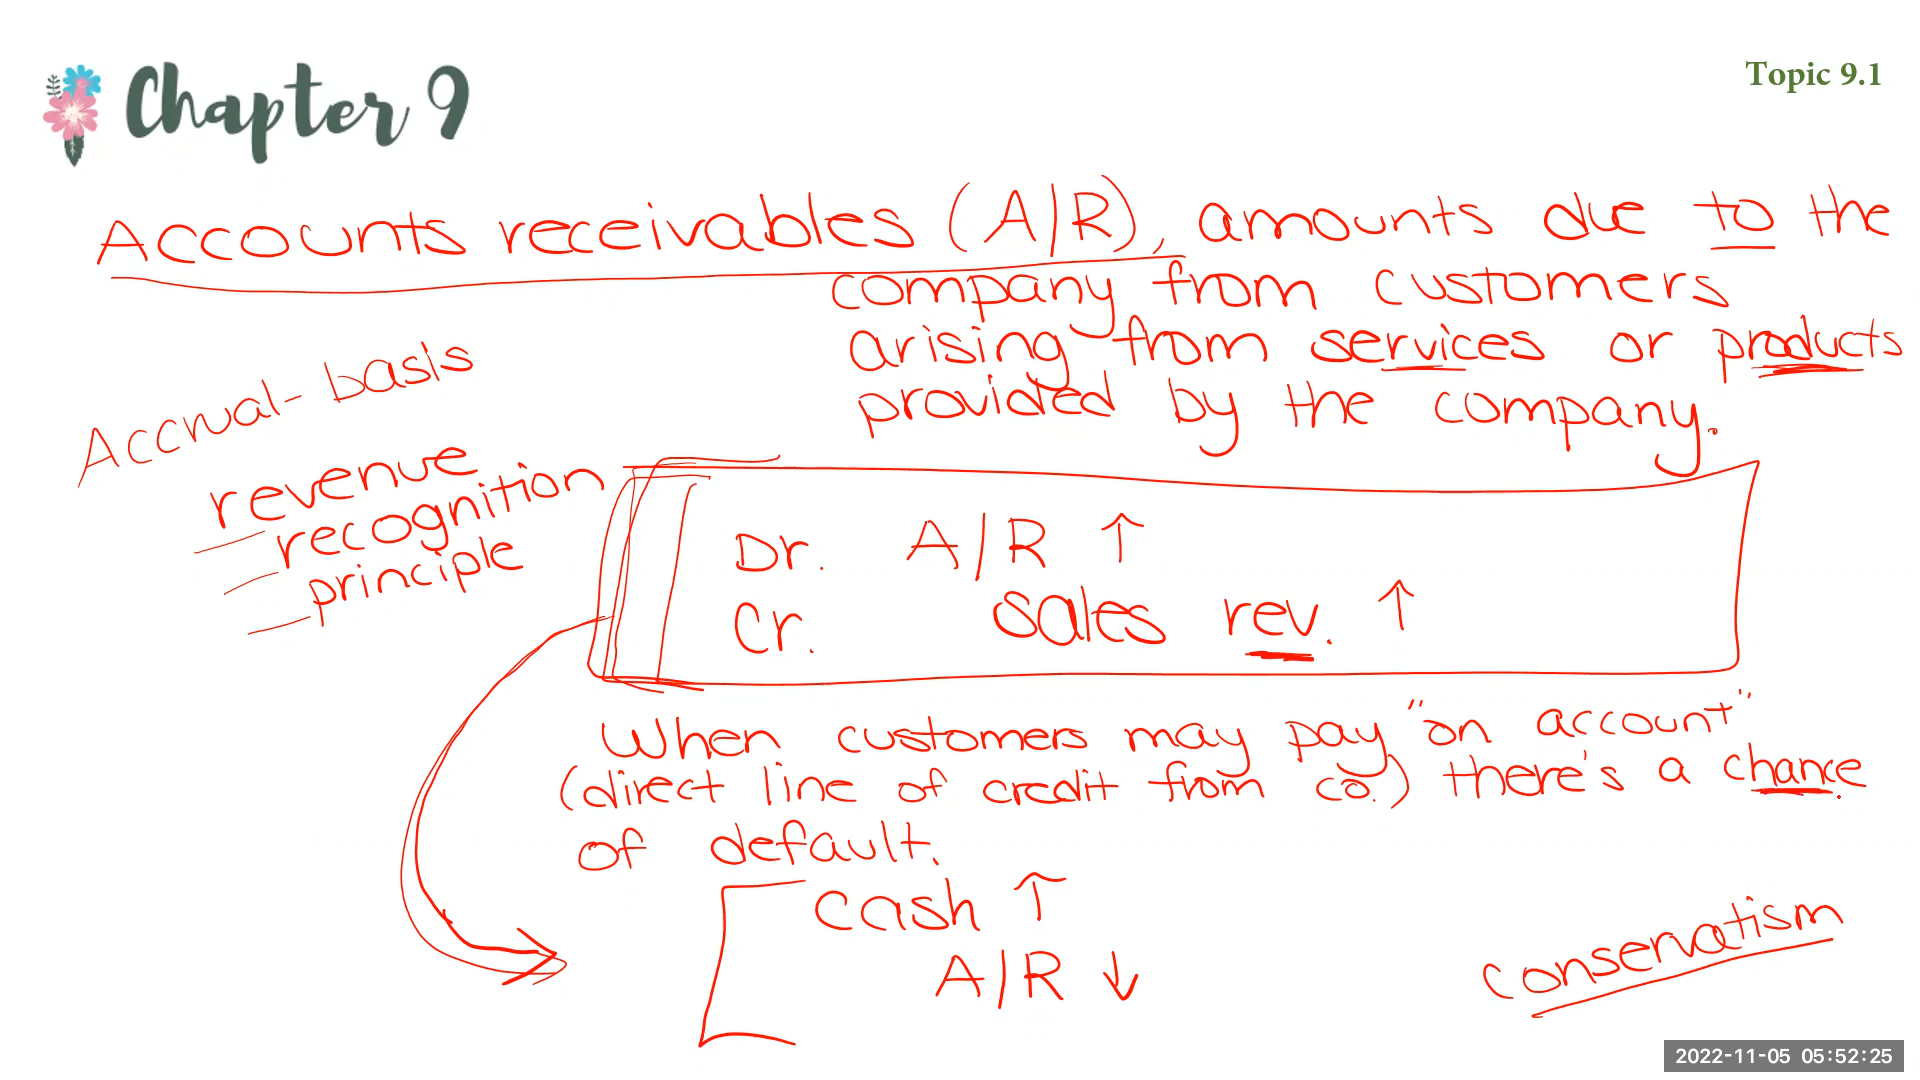 Chapter 9
Topic 9.1
Accounts receivables (A/R), amounts due to the
company from customers
arising from services or products
provided by the company.
Accrual-basis
revenue
recognition
principle
Dr. A/R ↑
Cr. Sales rev. ↑
When customers may pay "on account"
(direct line of credit from co.) there's a chance
of default.
Cash ↑
A/R ↓
conservatism
2022-11-05 05:52:25